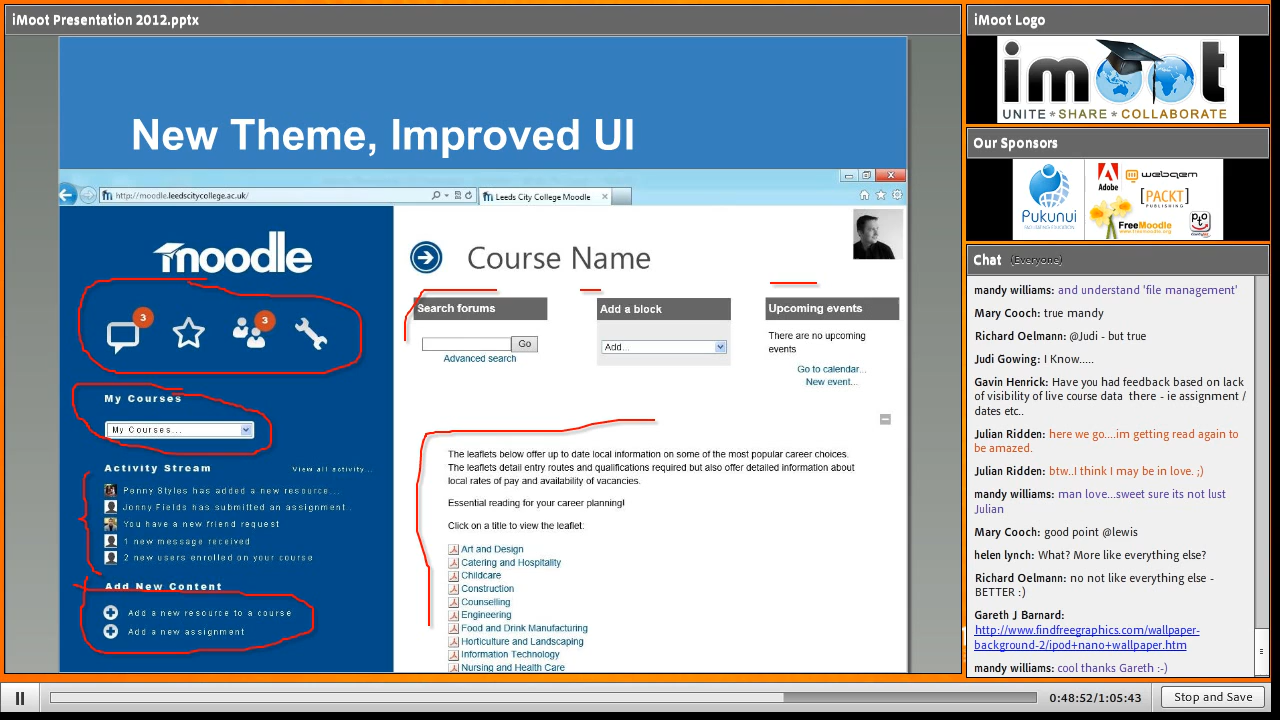 iMoot Presentation 2012.pptx
New Theme, Improved UI
http://moodle.leedscitycollege.ac.uk/
Leeds City College Moodle
moodle
3
3
My Courses
My Courses...
Activity Stream
View all activity...
Penny Styles has added a new resource...
Jonny Fields has submitted an assignment.
You have a new friend request
1 new message received
2 new users enrolled on your course
Add New Content
Add a new resource to a course
Add a new assignment
Course Name
Search forums
Go
Advanced search
Add a block
Add...
Upcoming events
There are no upcoming
events
Go to calendar...
New event...
The leaflets below offer up to date local information on some of the most popular career choices.
The leaflets detail entry routes and qualifications required but also offer detailed information about
local rates of pay and availability of vacancies.
Essential reading for your career planning!
Click on a title to view the leaflet:
Art and Design
Catering and Hospitality
Childcare
Construction
Counselling
Engineering
Food and Drink Manufacturing
Horticulture and Landscaping
Information Technology
Nursing and Health Care
iMoot Logo
imoot
UNITE * SHARE * COLLABORATE
Our Sponsors
Pukunui
Adobe
webqem
[PACKT]
PUBLISHING
FreeMoodle
Chat (Everyone)
mandy williams: and understand 'file management'
Mary Cooch: true mandy
Richard Oelmann: @Judi - but true
Judi Gowing: I Know.....
Gavin Henrick: Have you had feedback based on lack
of visibility of live course data there - ie assignment /
dates etc..
Julian Ridden: here we go....im getting read again to
be amazed.
Julian Ridden: btw..I think I may be in love. ;)
mandy williams: man love...sweet sure its not lust
Julian
Mary Cooch: good point @lewis
helen lynch: What? More like everything else?
Richard Oelmann: no not like everything else -
BETTER :)
Gareth J Barnard:
http://www.findfreegraphics.com/wallpaper-
background-2/ipod+nano+wallpaper.htm
mandy williams: cool thanks Gareth :-)
0:48:52/1:05:43
Stop and Save